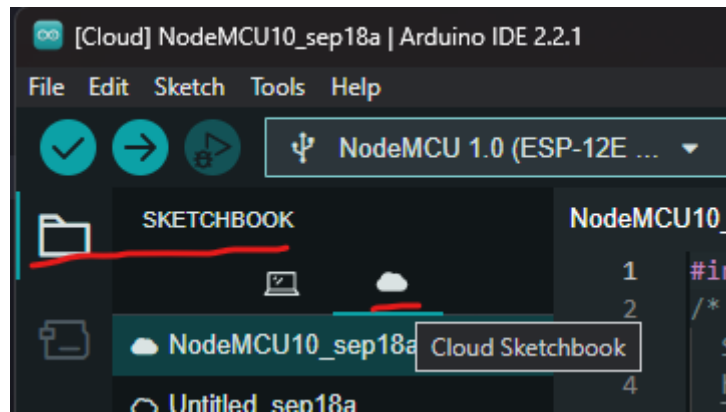 [Cloud] NodeMCU10_sep18a | Arduino IDE 2.2.1
File Edit Sketch Tools Help
NodeMCU 1.0 (ESP-12E ...
SKETCHBOOK
NodeMCU10_
1 #in
2 /*
NodeMCU10_sep18a
Cloud Sketchbook
4
Untitled_sep18a